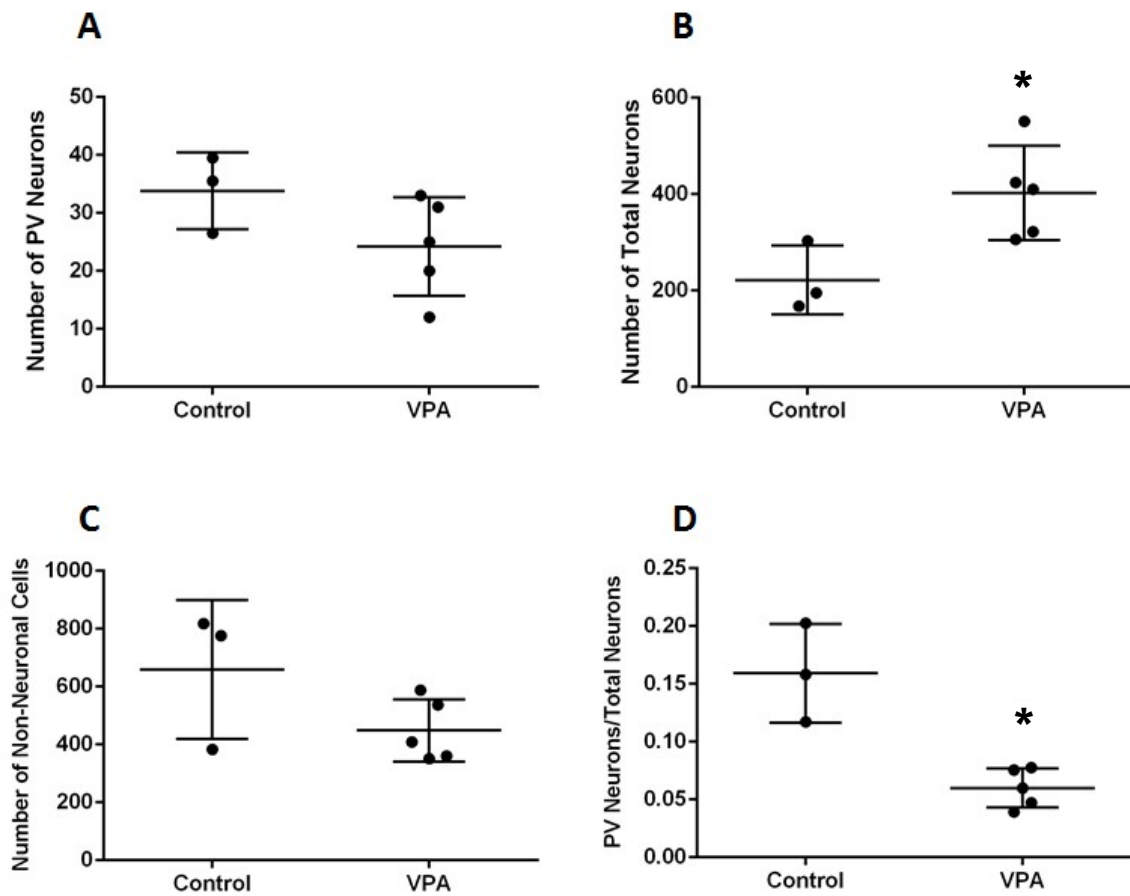 A
Number of PV Neurons
50
40
30
20
10
0
Control VPA
B
*
Number of Total Neurons
600
400
200
0
Control VPA
C
Number of Non-Neuronal Cells
1000
800
600
400
200
0
Control VPA
D
PV Neurons/Total Neurons
0.25
0.20
0.15
0.10
0.05
0.00
*
Control VPA